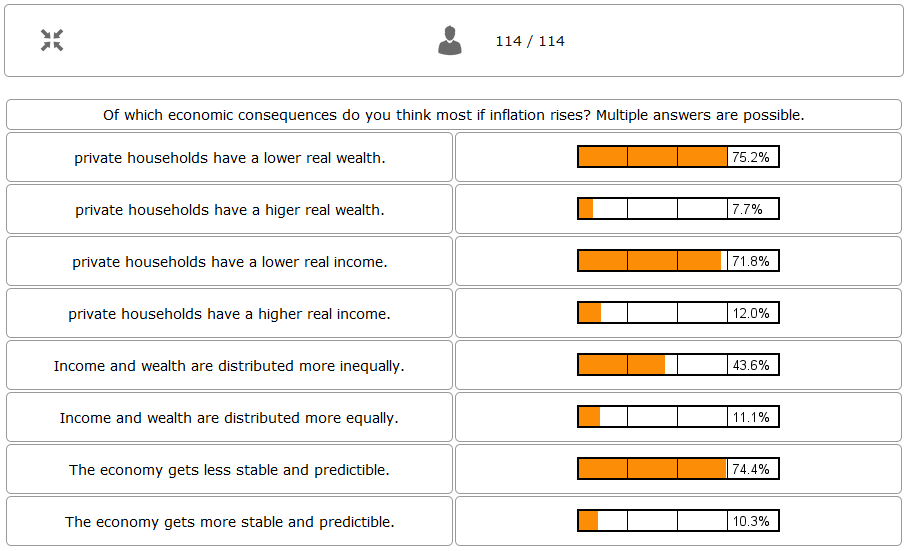 114 / 114
Of which economic consequences do you think most if inflation rises? Multiple answers are possible.
private households have a lower real wealth.
75.2%
private households have a higer real wealth.
7.7%
private households have a lower real income.
71.8%
private households have a higher real income.
12.0%
Income and wealth are distributed more inequally.
43.6%
Income and wealth are distributed more equally.
11.1%
The economy gets less stable and predictible.
74.4%
The economy gets more stable and predictible.
10.3%